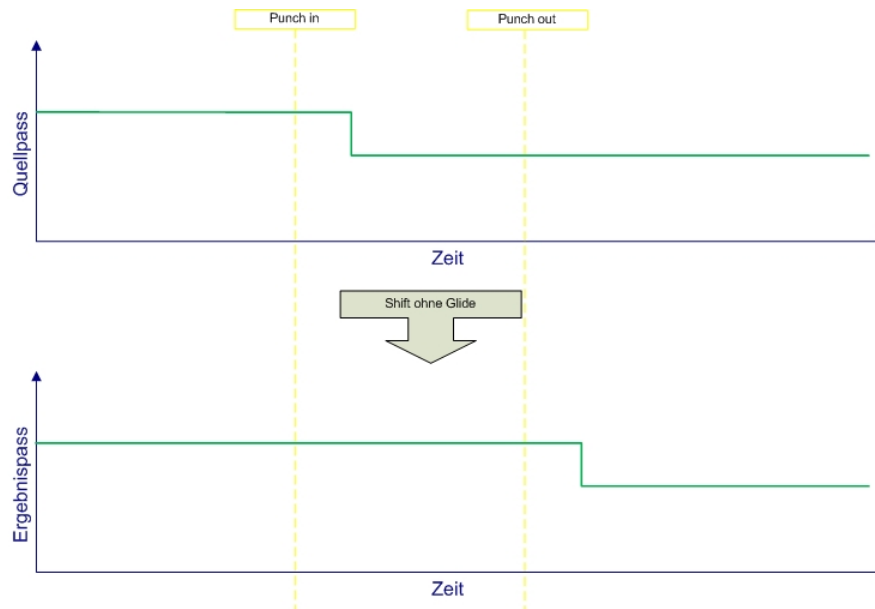 Punch in
Punch out
Quellpass
Zeit
Shift ohne Glide
Ergebnispass
Zeit